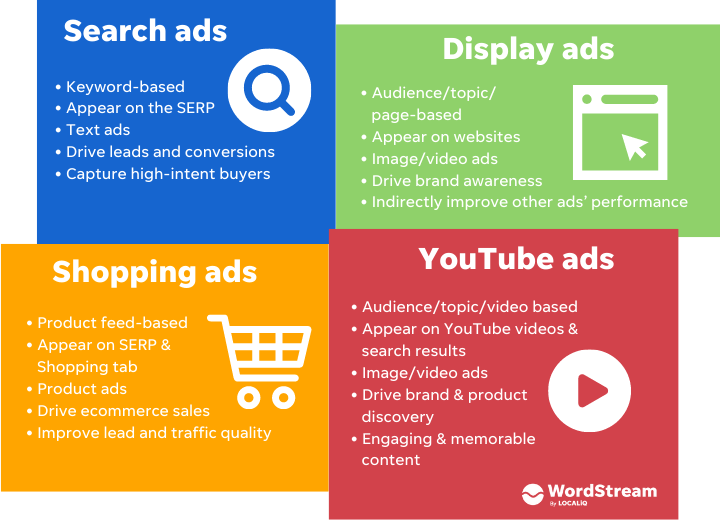 Search ads
• Keyword-based
• Appear on the SERP
• Text ads
• Drive leads and conversions
• Capture high-intent buyers
Display ads
• Audience/topic/
page-based
• Appear on websites
• Image/video ads
• Drive brand awareness
• Indirectly improve other ads’ performance
Shopping ads
• Product feed-based
• Appear on SERP &
Shopping tab
• Product ads
• Drive ecommerce sales
• Improve lead and traffic quality
YouTube ads
• Audience/topic/video based
• Appear on YouTube videos &
search results
• Image/video ads
• Drive brand & product
discovery
• Engaging & memorable
content
WordStream
By LOCALiQ